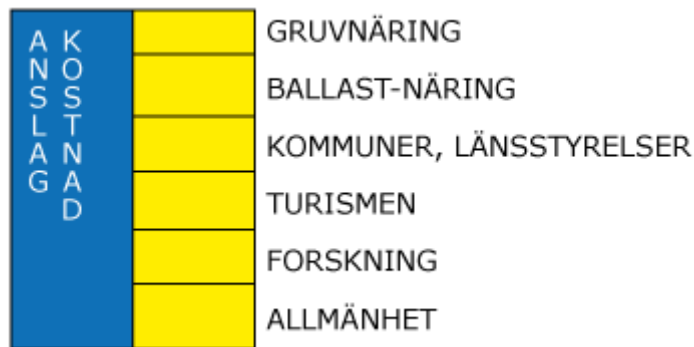 ANSLAG
KOSTNAD
GRUVNÄRING
BALLAST-NÄRING
KOMMUNER, LÄNSSTYRELSER
TURISMEN
FORSKNING
ALLMÄNHET